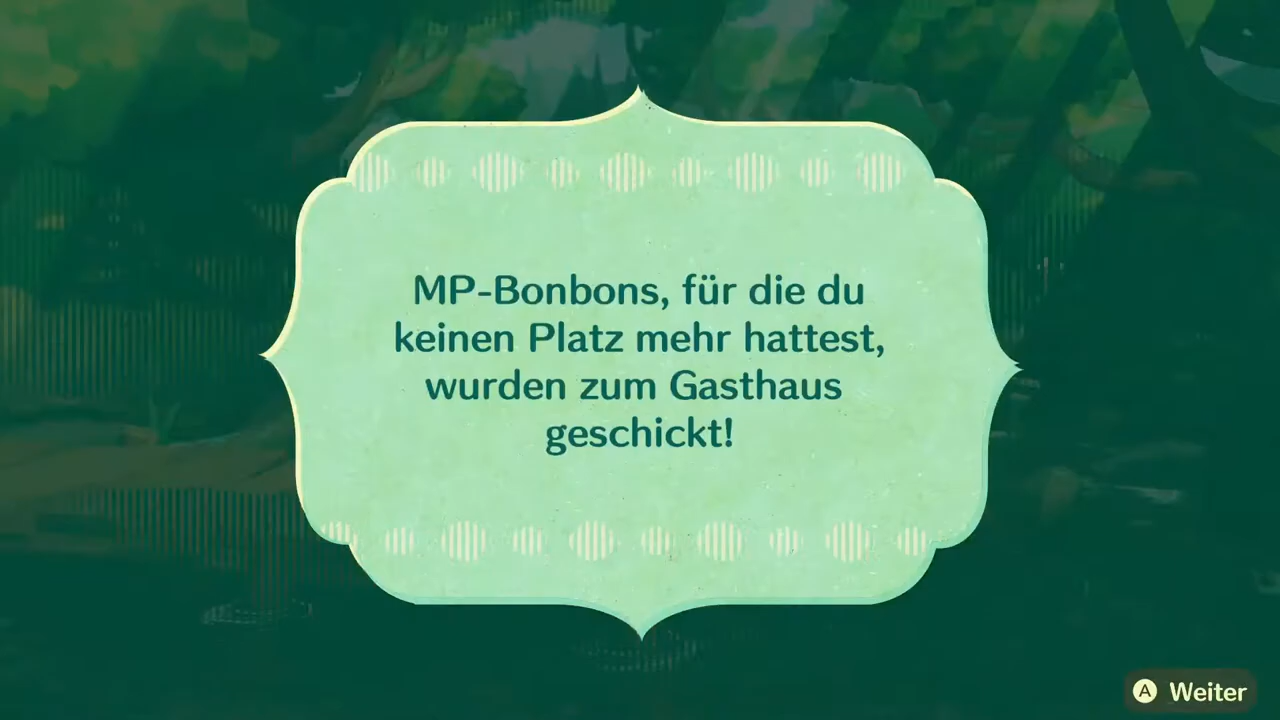 MP-Bonbons, für die du
keinen Platz mehr hattest,
wurden zum Gasthaus
geschickt!
A Weiter